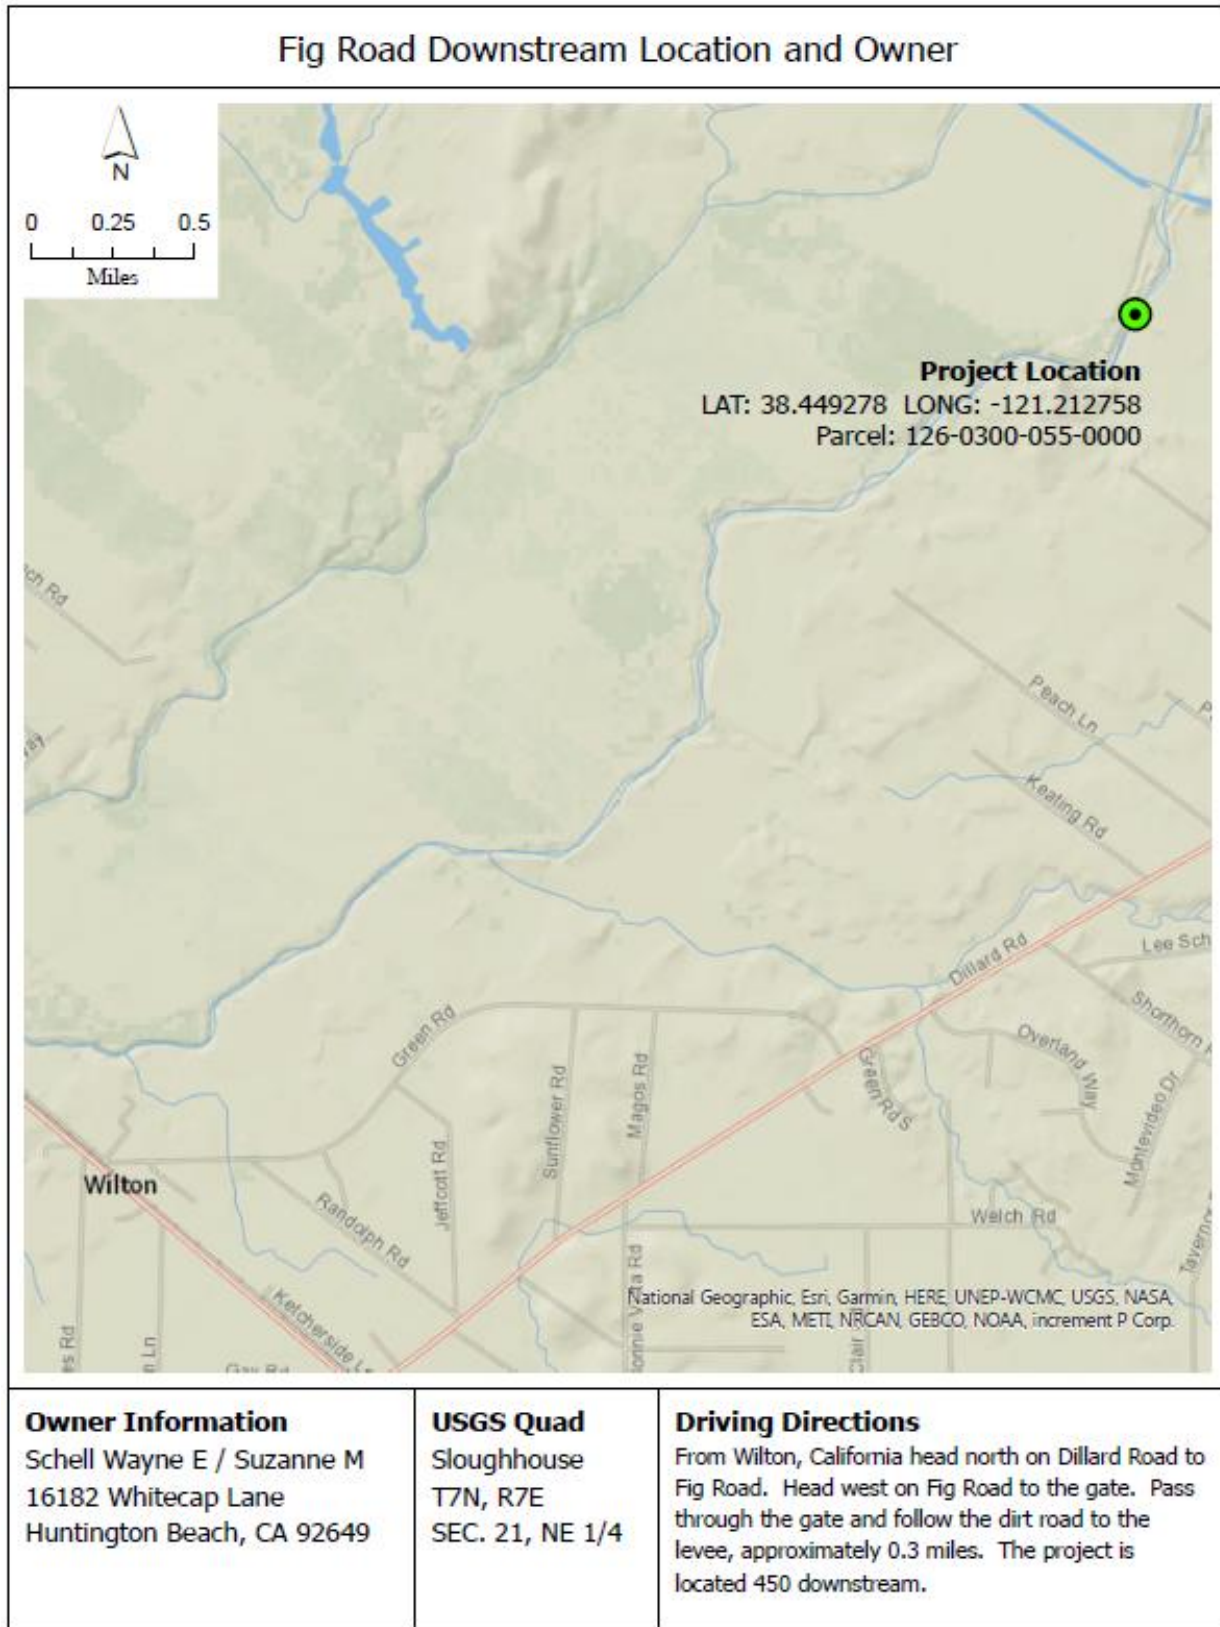 Fig Road Downstream Location and Owner
N
0 0.25 0.5
Miles
Project Location
LAT: 38.449278 LONG: -121.212758
Parcel: 126-0300-055-0000
ch Rd
ay
Peach Ln
Keating Rd
Dillard Rd
Lee Sch
Shorthorn
Green Rd
Overland Way
Green Rd S
Sunflower Rd
Magos Rd
Montevideo Dr
Jeffcott Rd
Wilton
Randolph Rd
Welch Rd
Ketcherside Ln
National Geographic, Esri, Garmin, HERE, UNEP-WCMC, USGS, NASA,
ESA, METI, NRCAN, GEBCO, NOAA, increment P Corp.
es Rd
n Ln
Clair
Owner Information
Schell Wayne E / Suzanne M
16182 Whitecap Lane
Huntington Beach, CA 92649
USGS Quad
Sloughhouse
T7N, R7E
SEC. 21, NE 1/4
Driving Directions
From Wilton, California head north on Dillard Road to
Fig Road. Head west on Fig Road to the gate. Pass
through the gate and follow the dirt road to the
levee, approximately 0.3 miles. The project is
located 450 downstream.